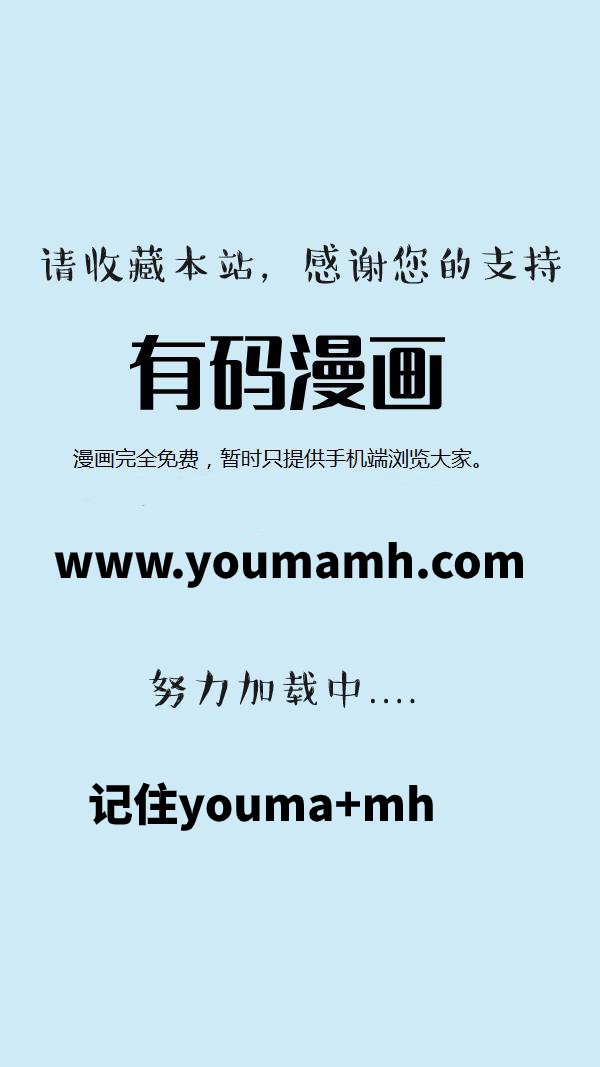 请收藏本站，感谢您的支持
有码漫画
漫画完全免费，暂时只提供手机端浏览大家。
www.youmamh.com
努力加载中....
记住youma+mh